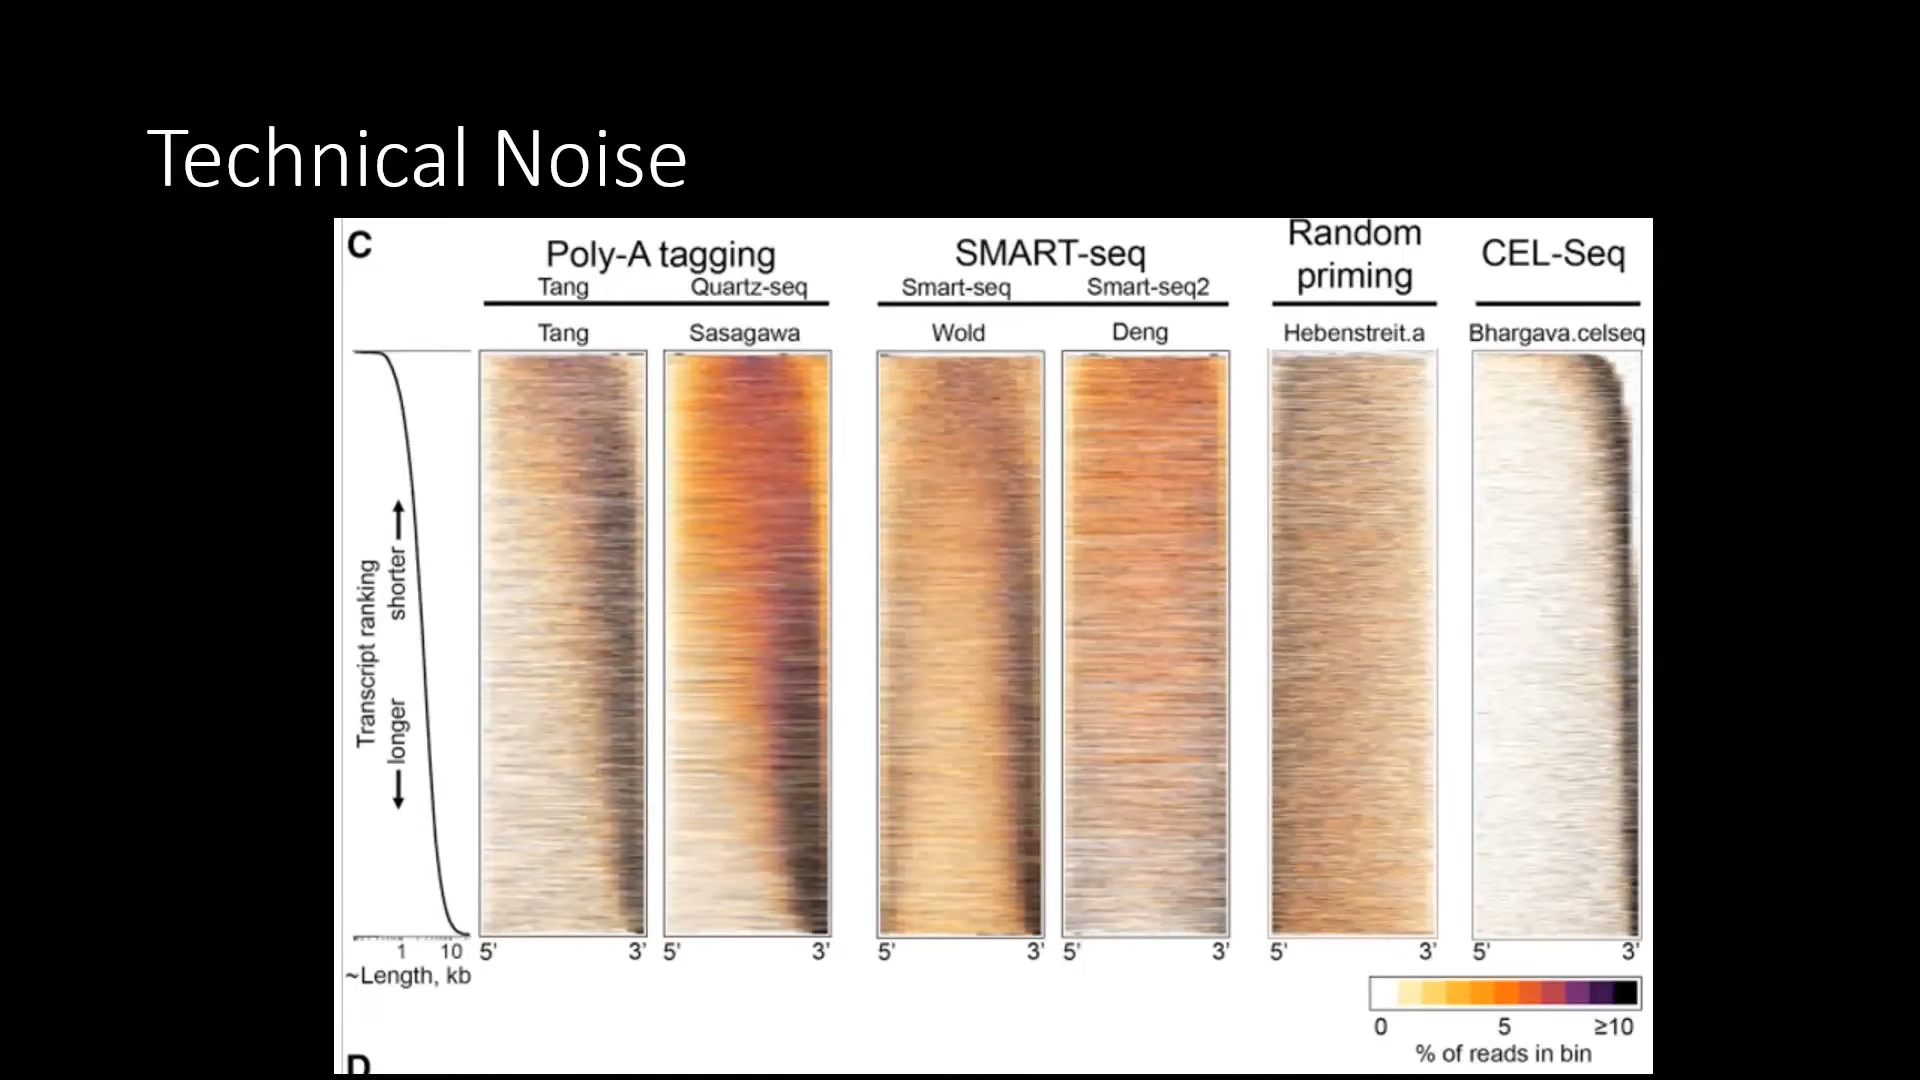 Technical Noise
C
Poly-A tagging
Tang
Quartz-seq
Tang
Sasagawa
SMART-seq
Smart-seq
Smart-seq2
Wold
Deng
Random
priming
Hebenstreit.a
CEL-Seq
Bhargava.celseq
Transcript ranking
shorter
longer
1
10
~Length, kb
5'
3'
5'
3'
5'
3'
5'
3'
5'
3'
5'
3'
0
5
≥10
% of reads in bin
D